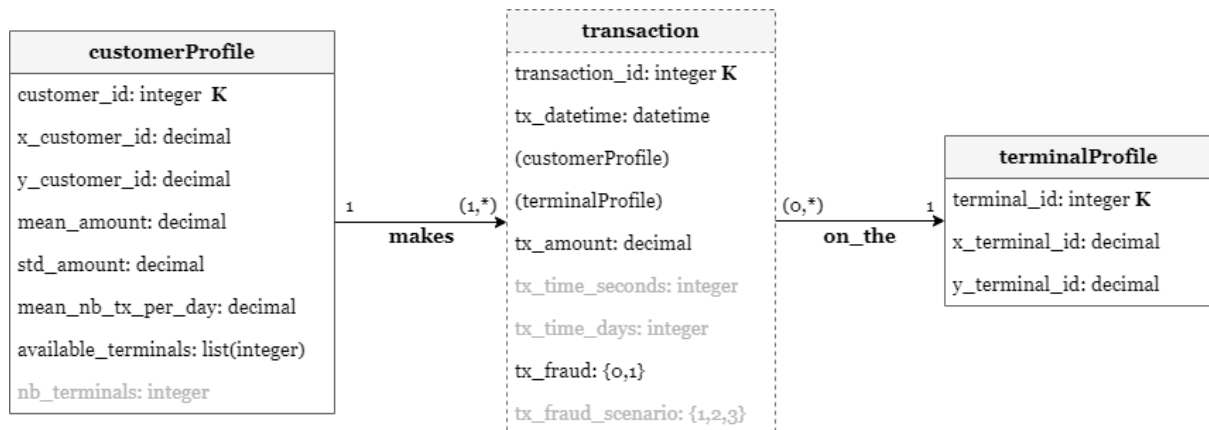 customerProfile
customer_id: integer K
x_customer_id: decimal
y_customer_id: decimal
mean_amount: decimal
std_amount: decimal
mean_nb_tx_per_day: decimal
available_terminals: list(integer)
nb_terminals: integer
1
(1,*)
makes
transaction
transaction_id: integer K
tx_datetime: datetime
(customerProfile)
(terminalProfile)
tx_amount: decimal
tx_time_seconds: integer
tx_time_days: integer
tx_fraud: {0,1}
tx_fraud_scenario: {1,2,3}
(0,*)
1
on_the
terminalProfile
terminal_id: integer K
x_terminal_id: decimal
y_terminal_id: decimal